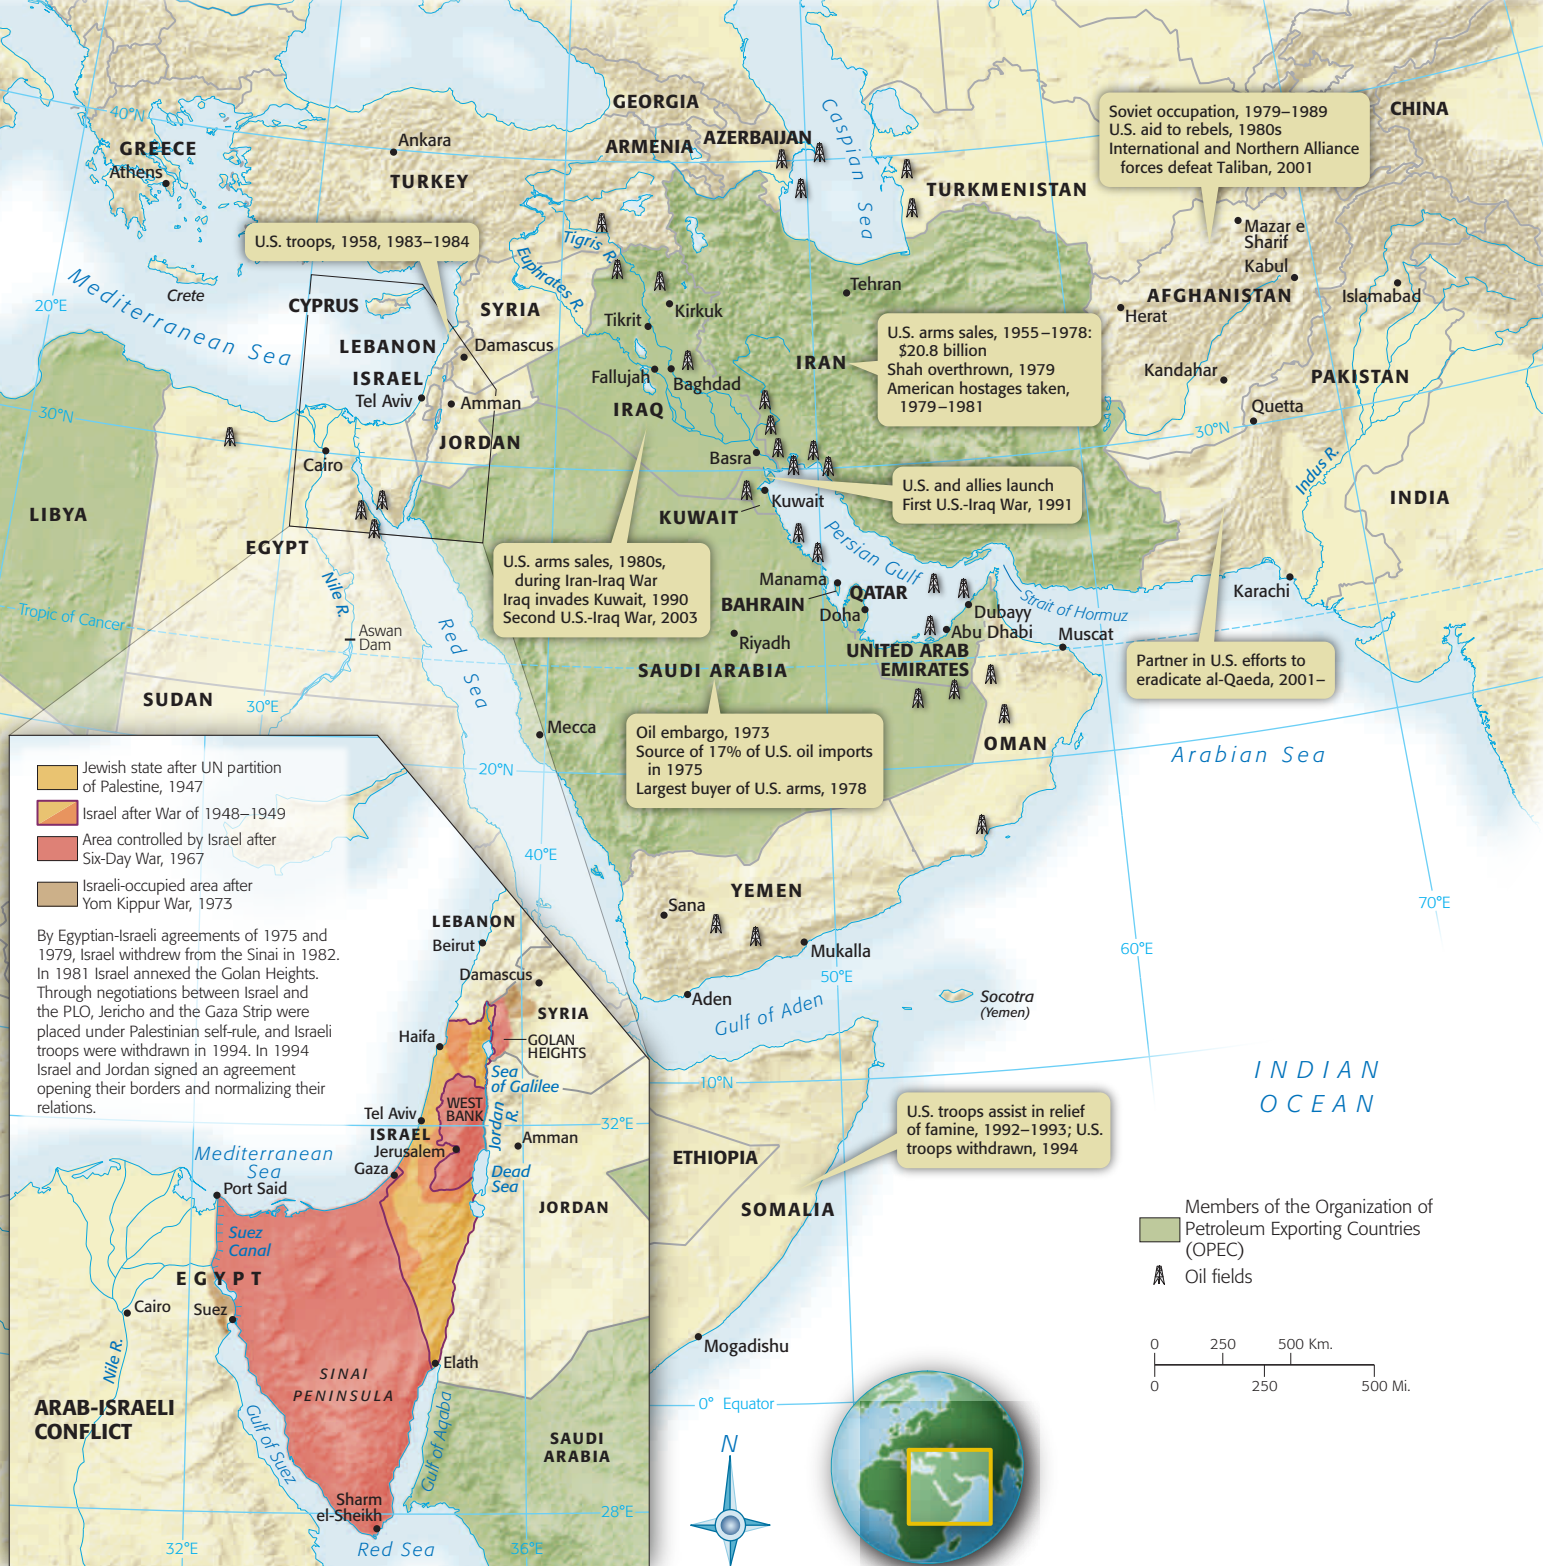 GEORGIA
ARMENIA
AZERBAIJAN
Caspian Sea
TURKMENISTAN
CHINA
Soviet occupation, 1979–1989
U.S. aid to rebels, 1980s
International and Northern Alliance
forces defeat Taliban, 2001
40°N
GREECE
Athens
Ankara
TURKEY
U.S. troops, 1958, 1983–1984
Tigris R.
Euphrates R.
Mazar e
Sharif
Kabul
AFGHANISTAN
Herat
Islamabad
Kandahar
PAKISTAN
Quetta
30°N
Indus R.
INDIA
Mediterranean Sea
20°E
Crete
CYPRUS
SYRIA
LEBANON
Damascus
ISRAEL
Tel Aviv
Amman
JORDAN
Tehran
Kirkuk
Tikrit
Fallujah
Baghdad
IRAQ
IRAN
U.S. arms sales, 1955–1978:
$20.8 billion
Shah overthrown, 1979
American hostages taken,
1979–1981
30°N
Cairo
Basra
U.S. and allies launch
First U.S.-Iraq War, 1991
Kuwait
KUWAIT
LIBYA
EGYPT
Nile R.
U.S. arms sales, 1980s,
during Iran-Iraq War
Iraq invades Kuwait, 1990
Second U.S.-Iraq War, 2003
Persian Gulf
Manama
BAHRAIN
QATAR
Doha
Dubayy
Abu Dhabi
Strait of Hormuz
Muscat
Karachi
Tropic of Cancer
Aswan
Dam
Red Sea
Riyadh
SAUDI ARABIA
UNITED ARAB
EMIRATES
Partner in U.S. efforts to
eradicate al-Qaeda, 2001–
SUDAN
30°E
Mecca
Oil embargo, 1973
Source of 17% of U.S. oil imports
in 1975
Largest buyer of U.S. arms, 1978
OMAN
Arabian Sea
20°N
40°E
YEMEN
Sana
Mukalla
50°E
Aden
Gulf of Aden
60°E
70°E
Socotra
(Yemen)
10°N
INDIAN
OCEAN
U.S. troops assist in relief
of famine, 1992–1993; U.S.
troops withdrawn, 1994
ETHIOPIA
SOMALIA
Mogadishu
0° Equator
N
Members of the Organization of
Petroleum Exporting Countries
(OPEC)
Oil fields
0 250 500 Km.
0 250 500 Mi.
Jewish state after UN partition
of Palestine, 1947
Israel after War of 1948–1949
Area controlled by Israel after
Six-Day War, 1967
Israeli-occupied area after
Yom Kippur War, 1973
By Egyptian-Israeli agreements of 1975 and
1979, Israel withdrew from the Sinai in 1982.
In 1981 Israel annexed the Golan Heights.
Through negotiations between Israel and
the PLO, Jericho and the Gaza Strip were
placed under Palestinian self-rule, and Israeli
troops were withdrawn in 1994. In 1994
Israel and Jordan signed an agreement
opening their borders and normalizing their
relations.
LEBANON
Beirut
Damascus
SYRIA
Haifa
GOLAN
HEIGHTS
Sea
of Galilee
WEST
BANK
Jordan
R.
Tel Aviv
32°E
ISRAEL
Amman
Jerusalem
Gaza
Dead
Sea
Mediterranean
Sea
Port Said
JORDAN
Suez
Canal
EGYPT
Cairo
Suez
Nile R.
Elath
SINAI
PENINSULA
ARAB-ISRAELI
CONFLICT
Gulf of Suez
Gulf of Aqaba
SAUDI
ARABIA
Sharm
el-Sheikh
28°E
32°E
Red Sea
36°E